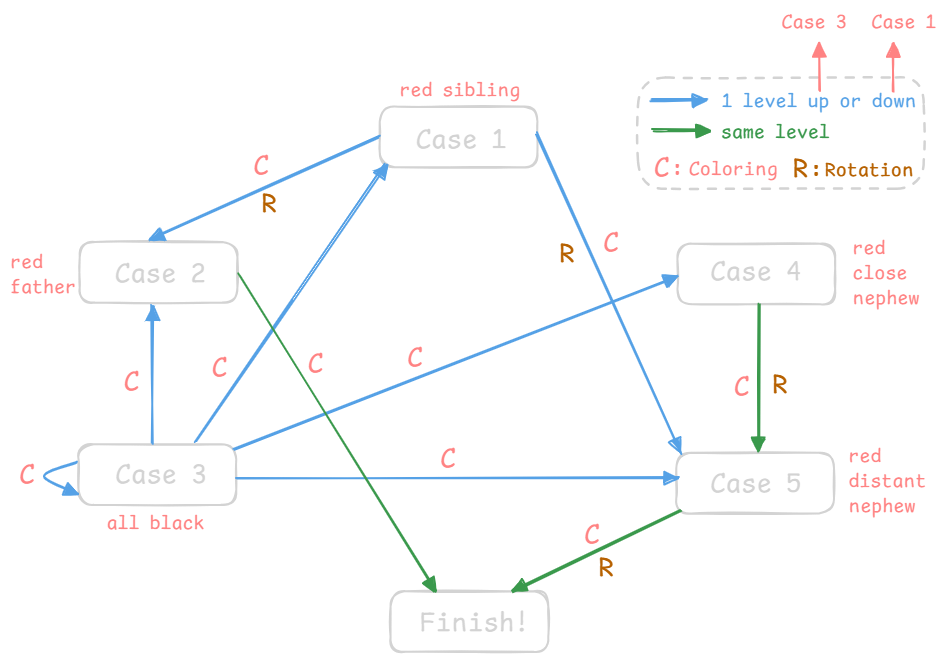 Case 3 Case 1
red sibling
1 level up or down
same level
C: Coloring R:Rotation
Case 1
C
R
R C
red
father
Case 2
Case 4
red
close
nephew
C
C
C
C
C R
C
Case 3
C
all black
Case 5
red
distant
nephew
C
R
Finish!